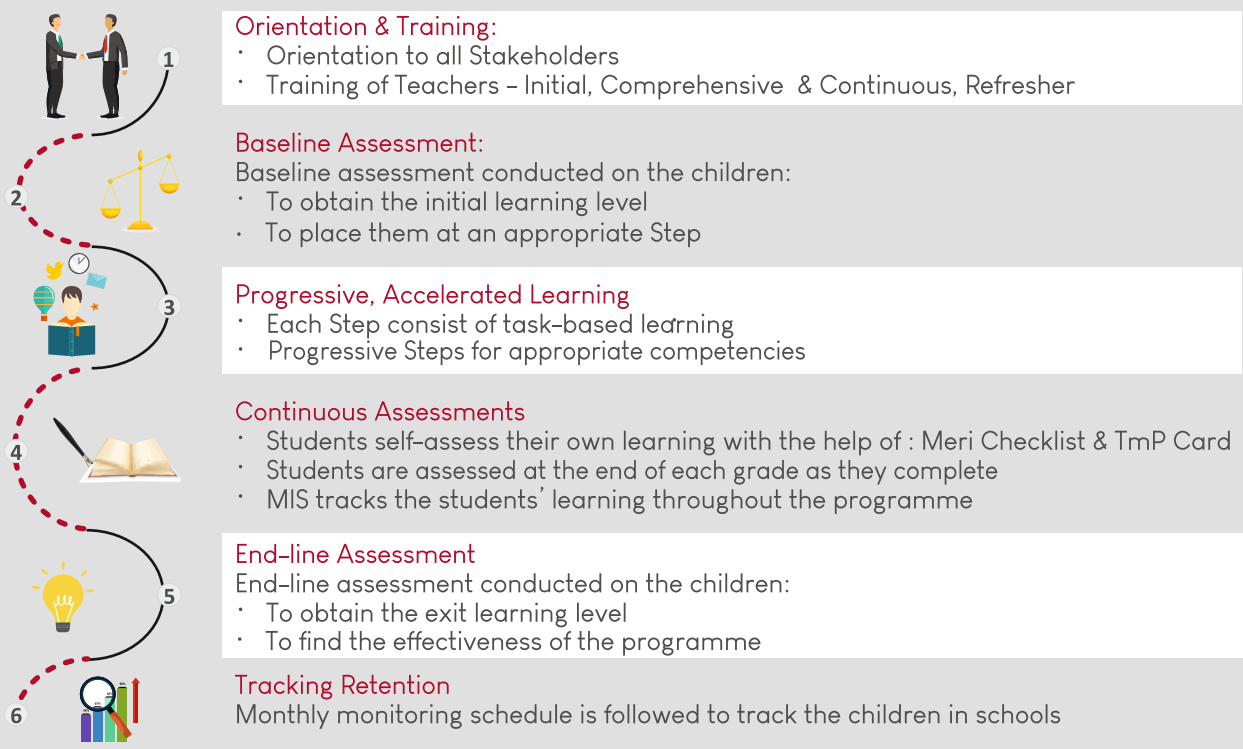 1
Orientation & Training:
· Orientation to all Stakeholders
· Training of Teachers – Initial, Comprehensive & Continuous, Refresher
2
Baseline Assessment:
Baseline assessment conducted on the children:
· To obtain the initial learning level
· To place them at an appropriate Step
3
Progressive, Accelerated Learning
· Each Step consist of task-based learning
· Progressive Steps for appropriate competencies
4
Continuous Assessments
· Students self-assess their own learning with the help of : Meri Checklist & TmP Card
· Students are assessed at the end of each grade as they complete
· MIS tracks the students’ learning throughout the programme
5
End-line Assessment
End-line assessment conducted on the children:
· To obtain the exit learning level
· To find the effectiveness of the programme
6
Tracking Retention
Monthly monitoring schedule is followed to track the children in schools